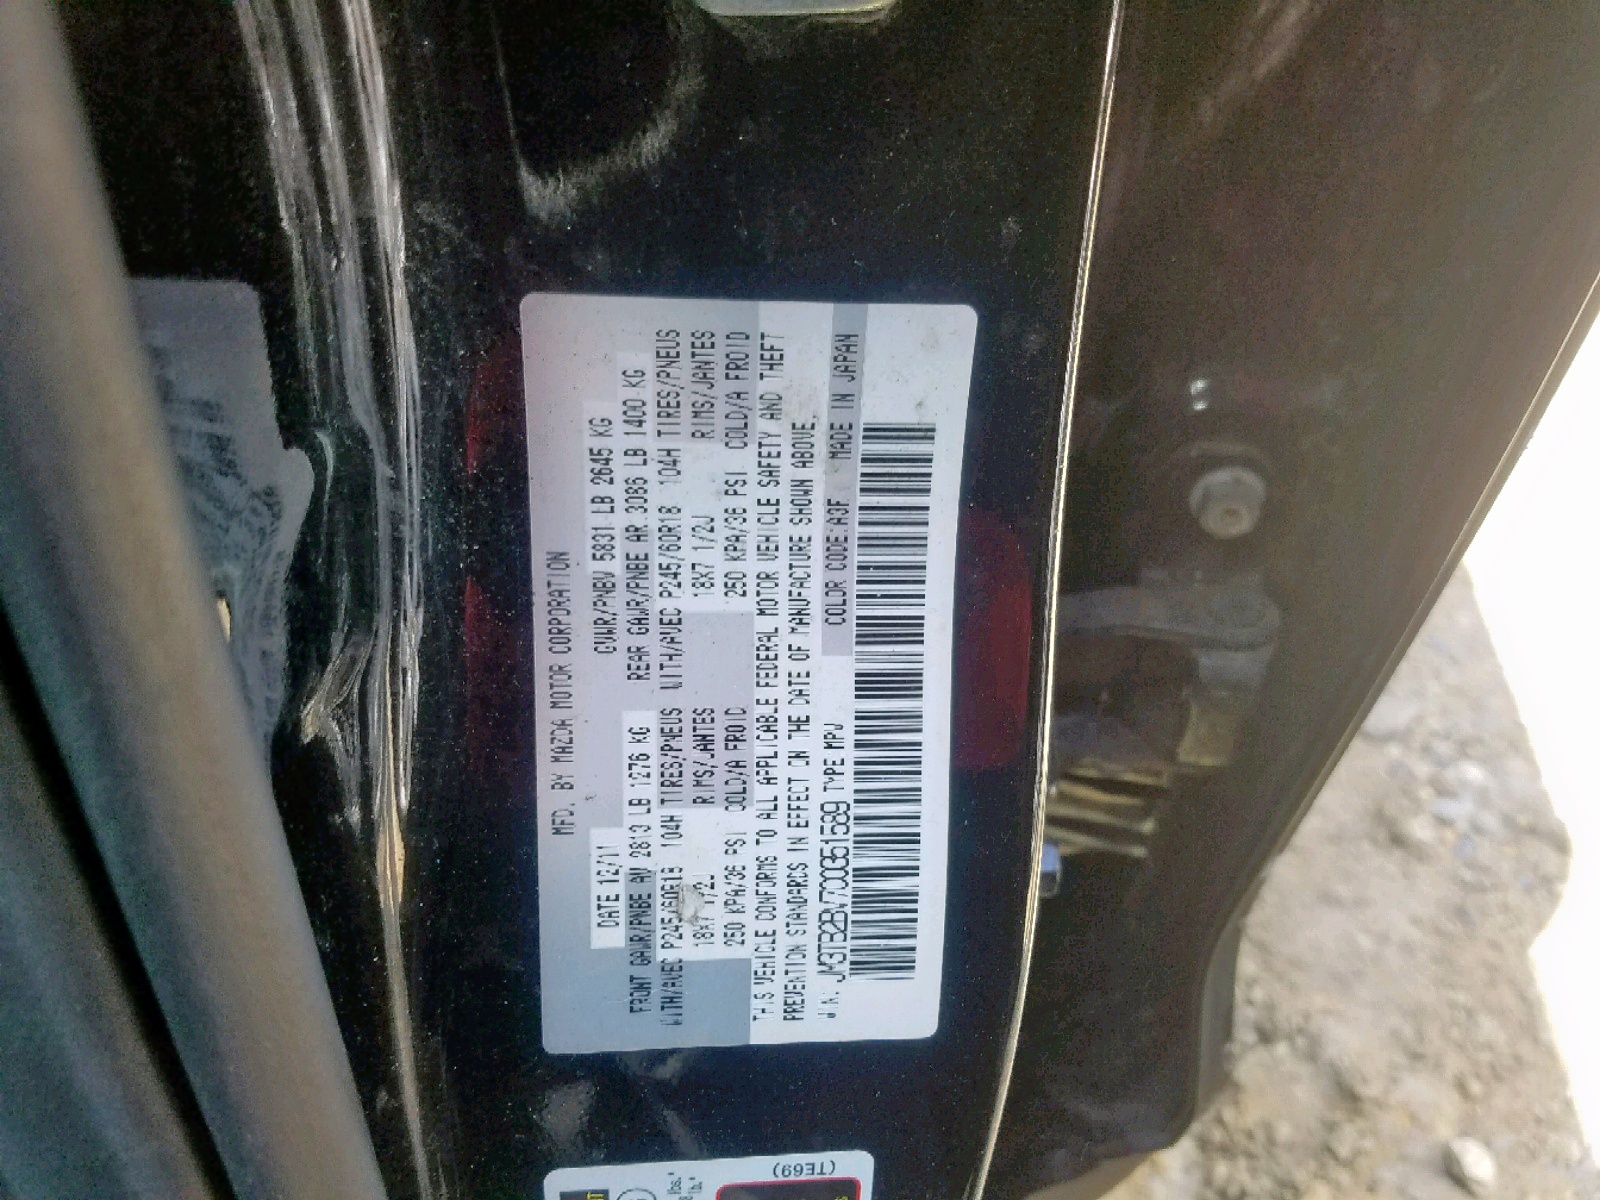 MFD. BY MAZDA MOTOR CORPORATION
DATE 12/11 GVWR/PNBV 5831 LB 2645 KG
FRONT GAWR/PNBE AV 2813 LB 1276 KG REAR GAWR/PNBE AR 3086 LB 1400 KG
WITH/AVEC P245/60R18 104H TIRES/PNEUS WITH/AVEC P245/60R18 104H TIRES/PNEUS
18X7 1/2J RIMS/JANTES 18X7 1/2J RIMS/JANTES
250 KPA/36 PSI COLD/A FROID 250 KPA/36 PSI COLD/A FROID
THIS VEHICLE CONFORMS TO ALL APPLICABLE FEDERAL MOTOR VEHICLE SAFETY AND THEFT
PREVENTION STANDARDS IN EFFECT ON THE DATE OF MANUFACTURE SHOWN ABOVE
V.I.N: JM3TB2BV7C0351589 TYPE MPV COLOR CODE:A3F MADE IN JAPAN
(TE69)
lbs.*
lb.*